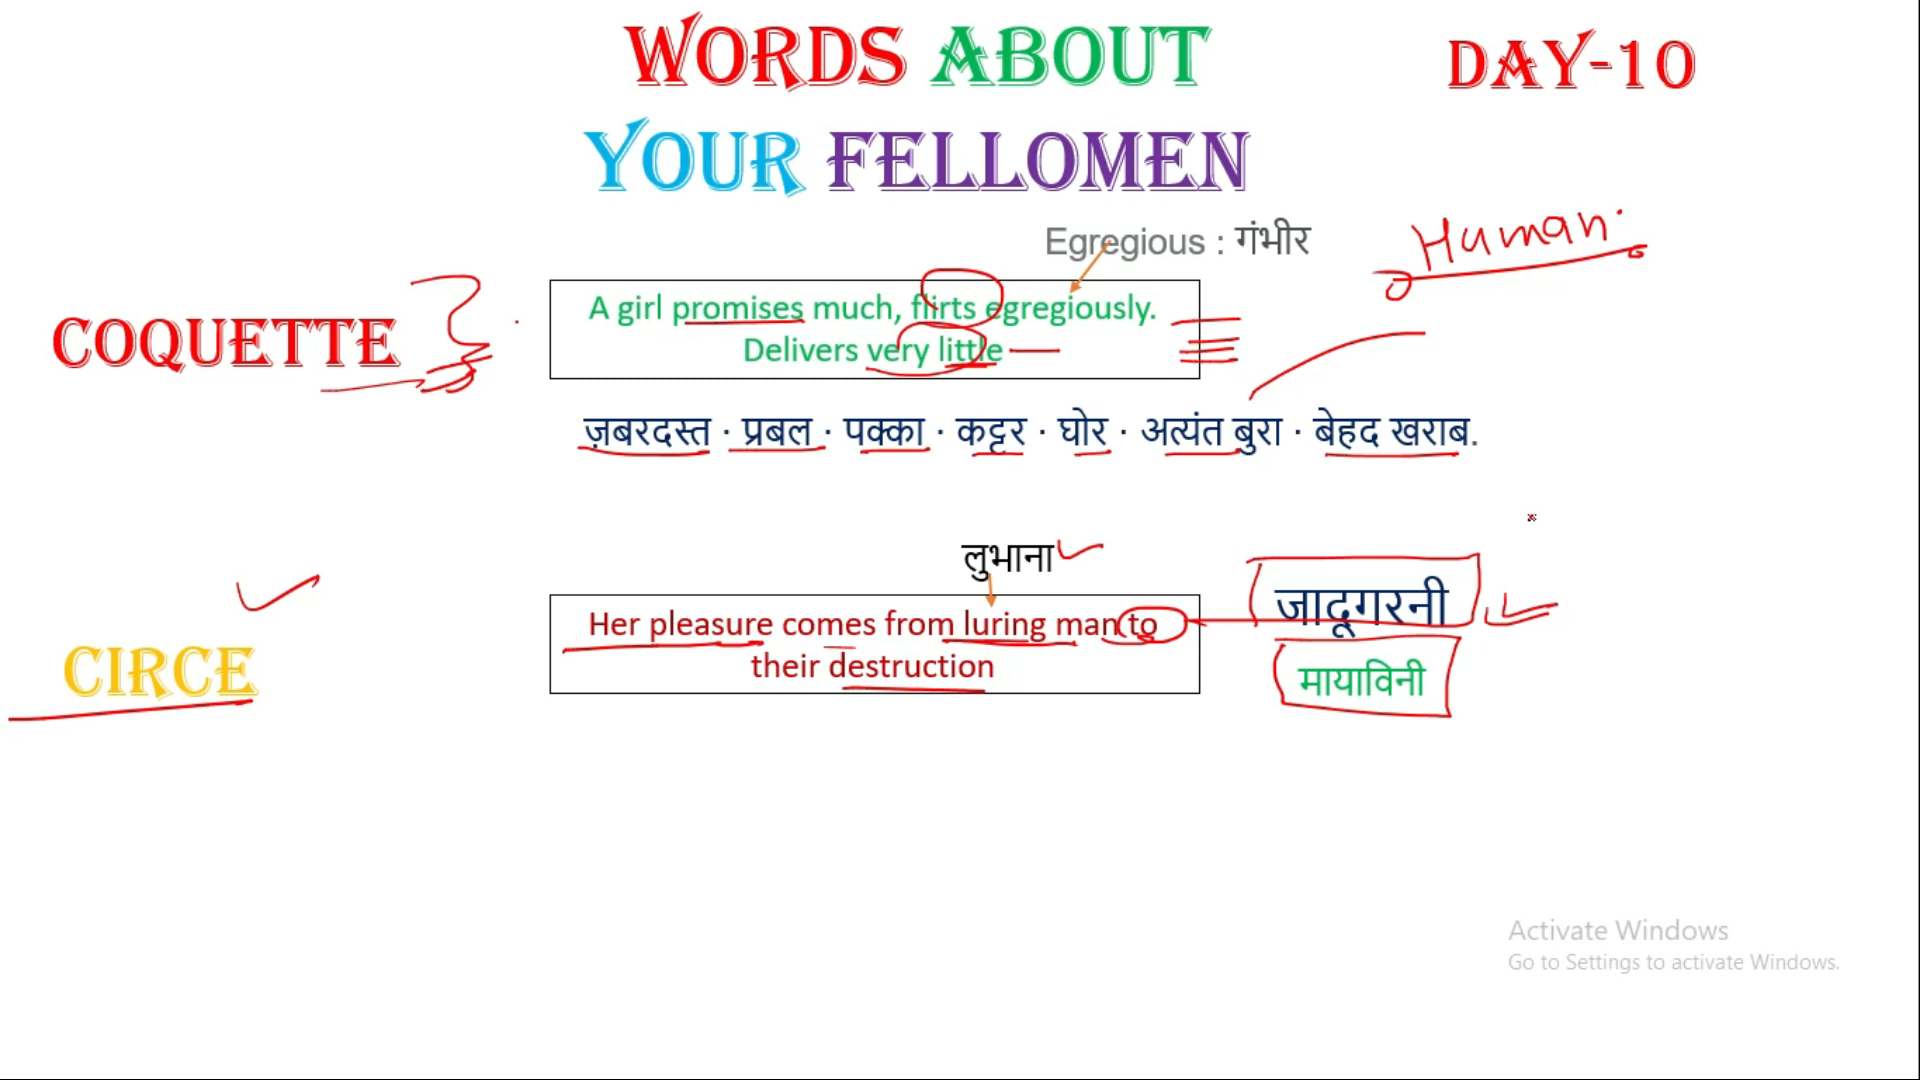 WORDS ABOUT
DAY-10
YOUR FELLOMEN
Egregious : गंभीर
Human.
COQUETTE
A girl promises much, flirts egregiously.
Delivers very little
ज़बरदस्त · प्रबल · पक्का · कट्टर · घोर · अत्यंत बुरा · बेहद खराब.
लुभाना
CIRCE
Her pleasure comes from luring man to
their destruction
जादूगरनी
मायाविनी
Activate Windows
Go to Settings to activate Windows.